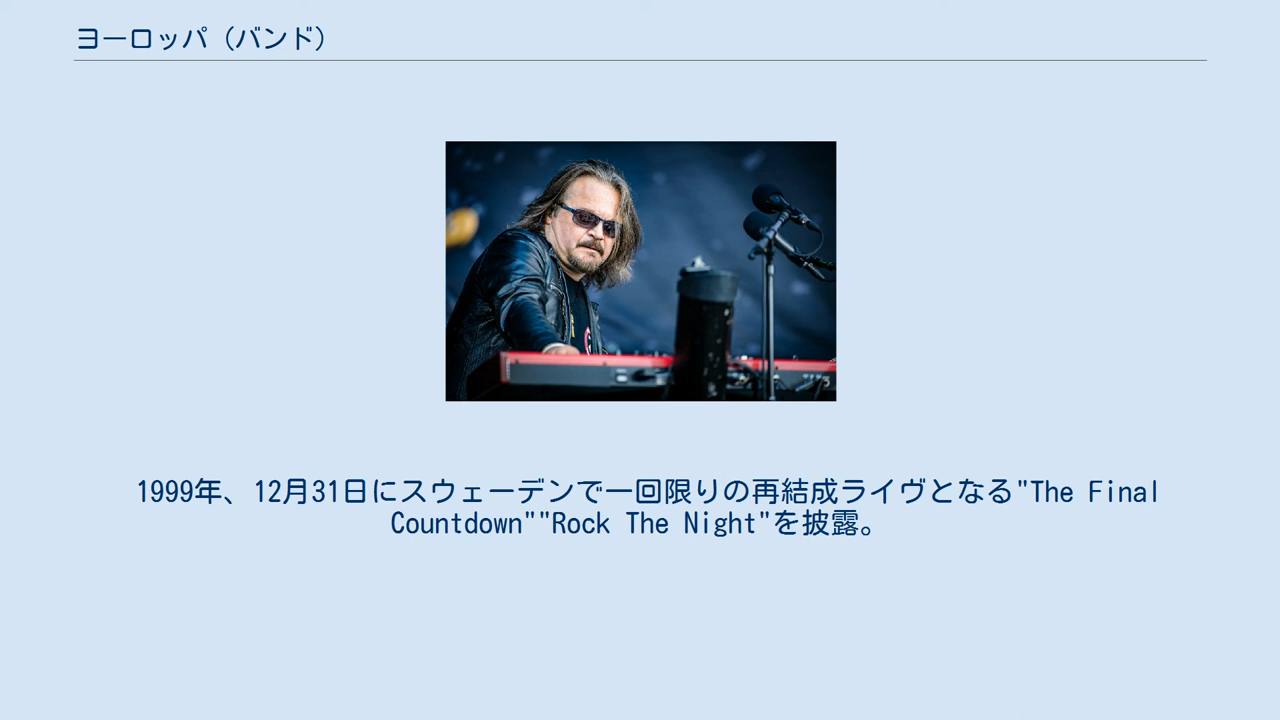 ヨーロッパ（バンド）
1999年、12月31日にスウェーデンで一回限りの再結成ライヴとなる"The Final
Countdown""Rock The Night"を披露。